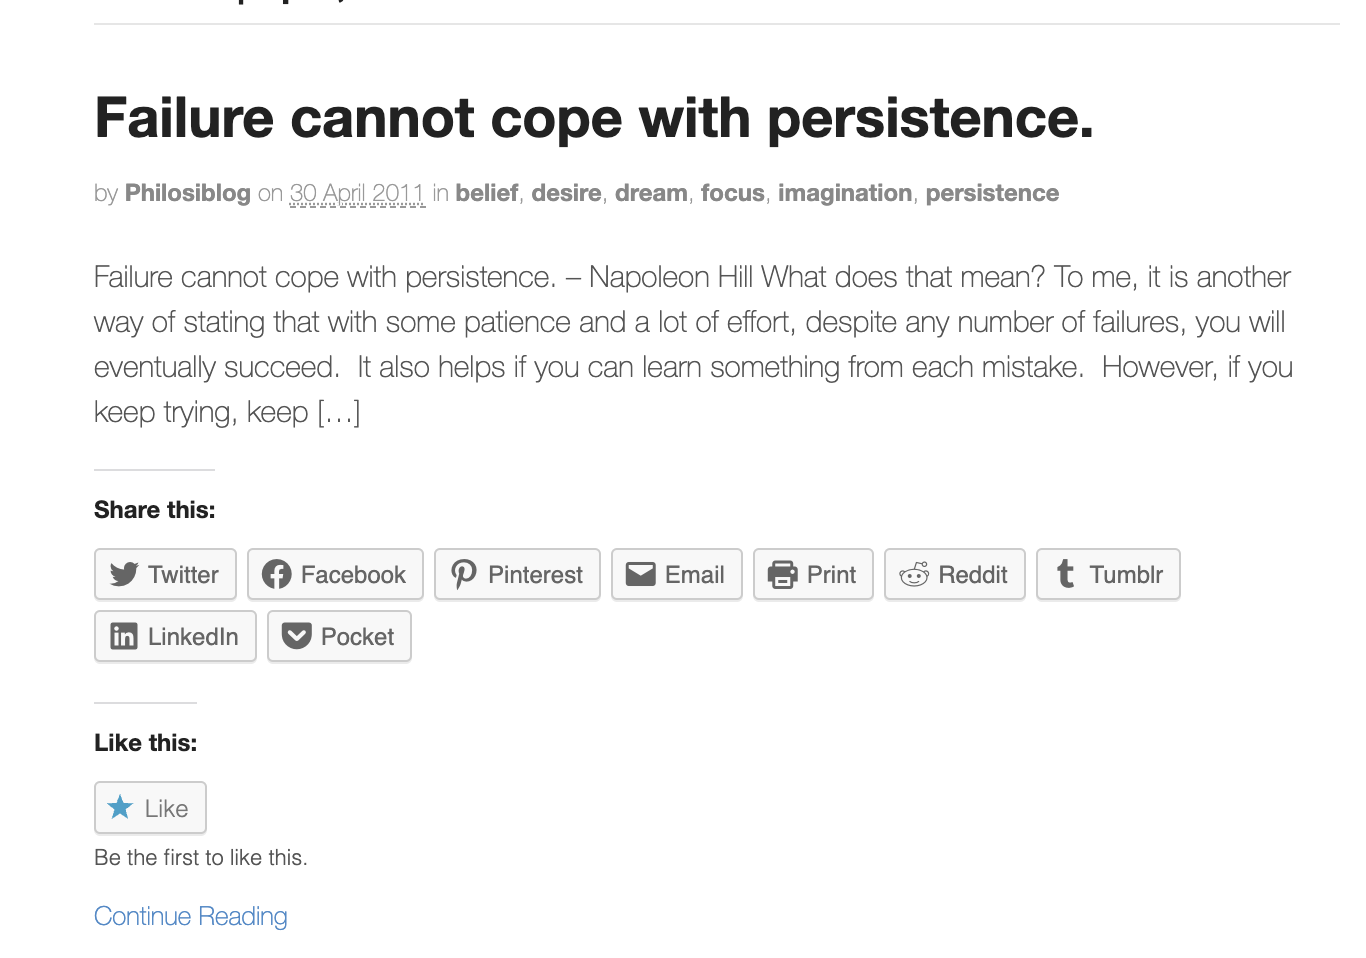 Failure cannot cope with persistence.
by Philosiblog on 30 April 2011 in belief, desire, dream, focus, imagination, persistence
Failure cannot cope with persistence. – Napoleon Hill What does that mean? To me, it is another
way of stating that with some patience and a lot of effort, despite any number of failures, you will
eventually succeed.  It also helps if you can learn something from each mistake.  However, if you
keep trying, keep […]
Share this:
Twitter Facebook Pinterest Email Print Reddit Tumblr
LinkedIn Pocket
Like this:
Like
Be the first to like this.
Continue Reading